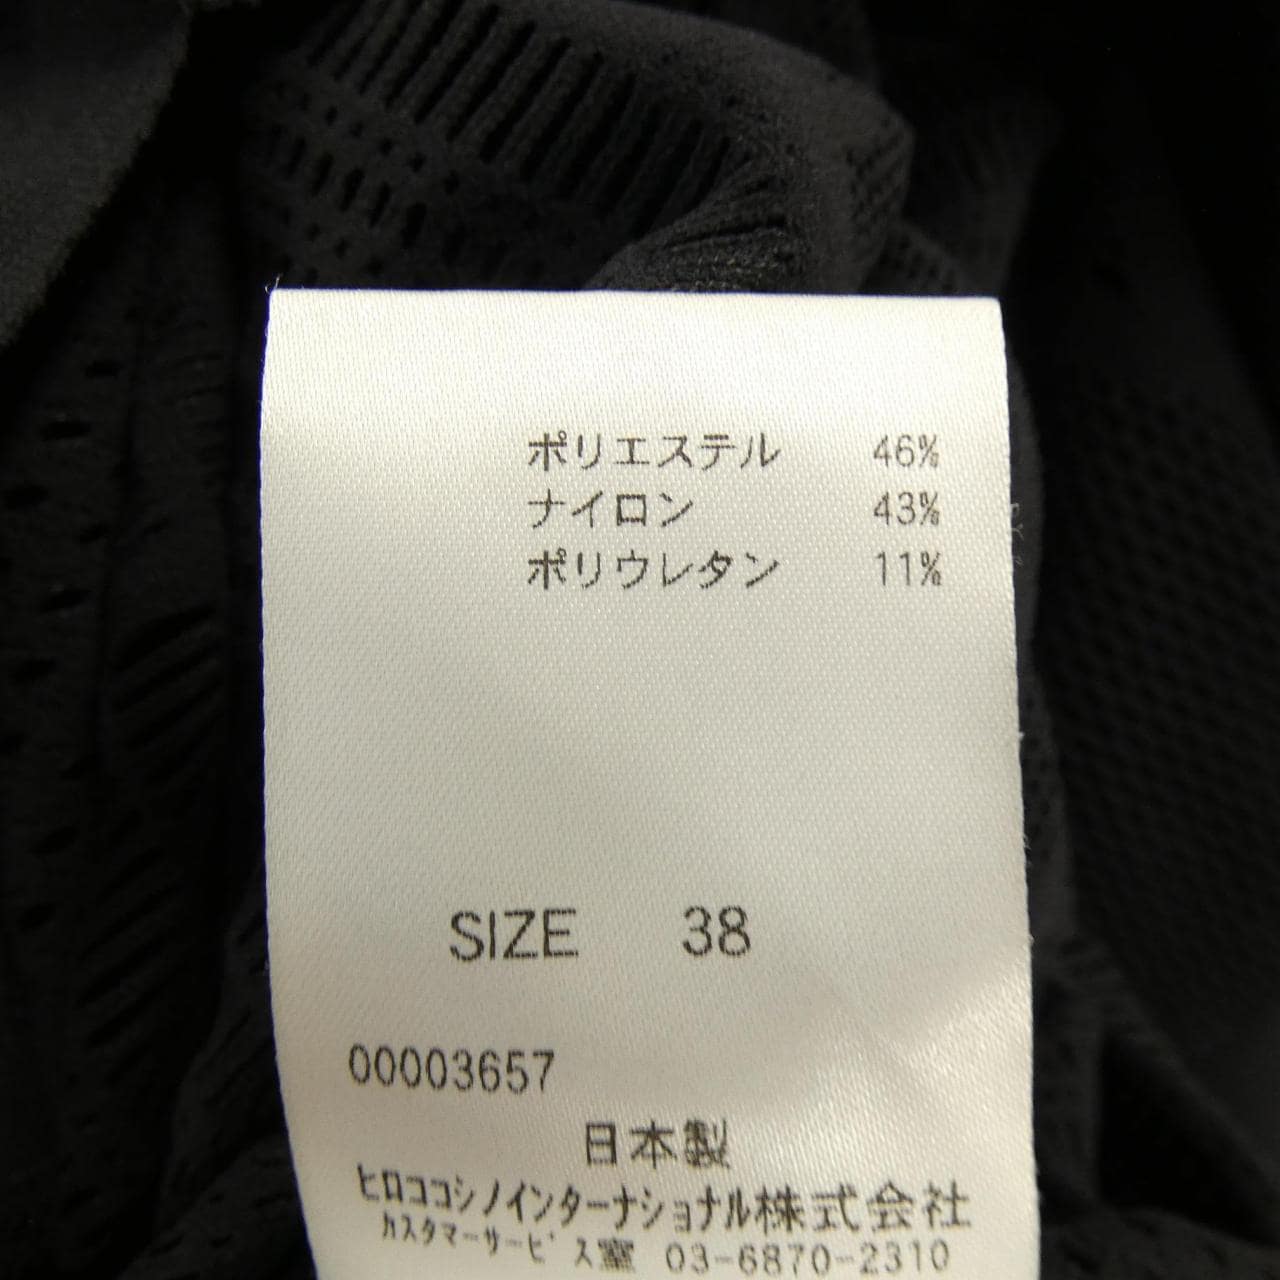 ポリエステル 46%
ナイロン 43%
ポリウレタン 11%
SIZE 38
00003657
日本製
ヒロココシノインターナショナル株式会社
カスタマーサービス室 03-6870-2310